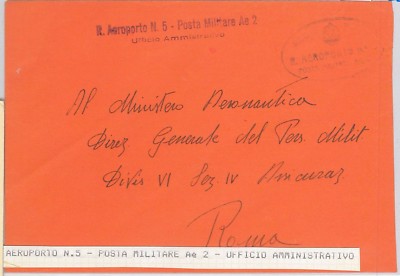 R. Aeroporto N. 5 - Posta Militare Ae 2
Ufficio Amministrativo
R. AEROPORTO N.
Al Ministero Aeronautica
Direz Generale del Pers. Milit
Divis VI Sez IV
Roma
AEROPORTO N.5 - POSTA MILITARE Ae 2 - UFFICIO AMMINISTRATIVO